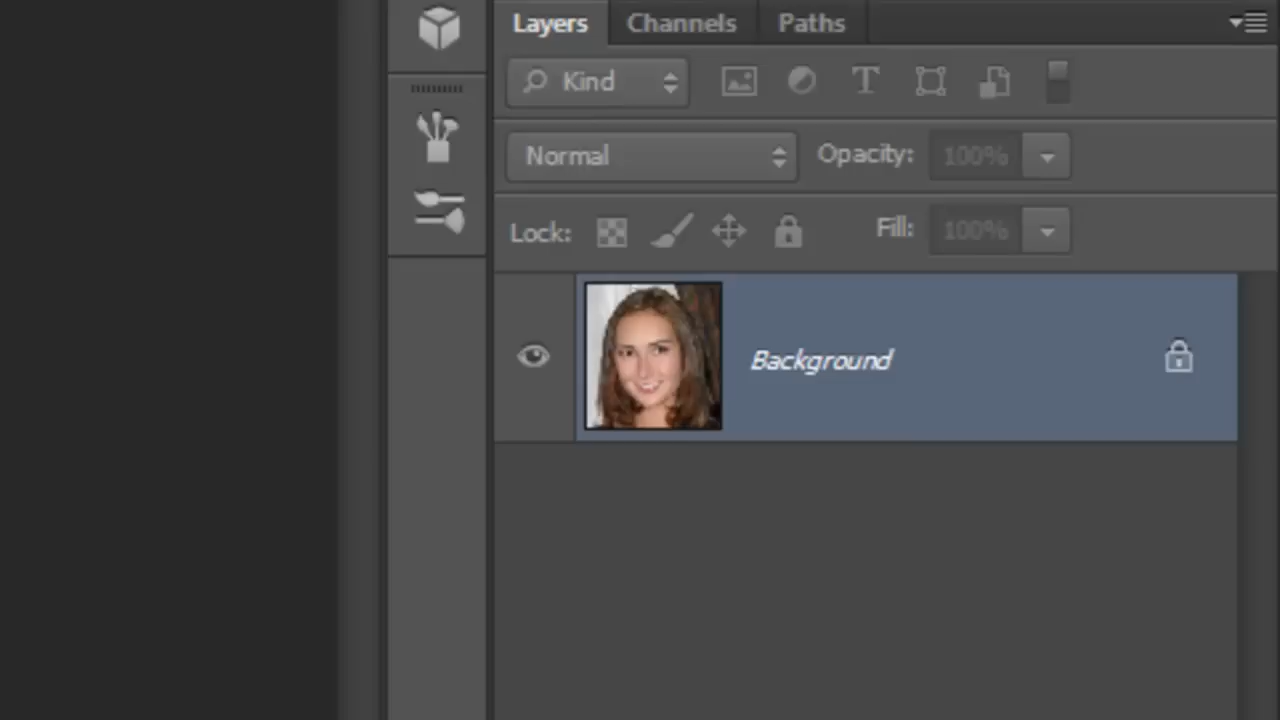 Layers Channels Paths
Kind
Normal Opacity: 100%
Lock: Fill: 100%
Background